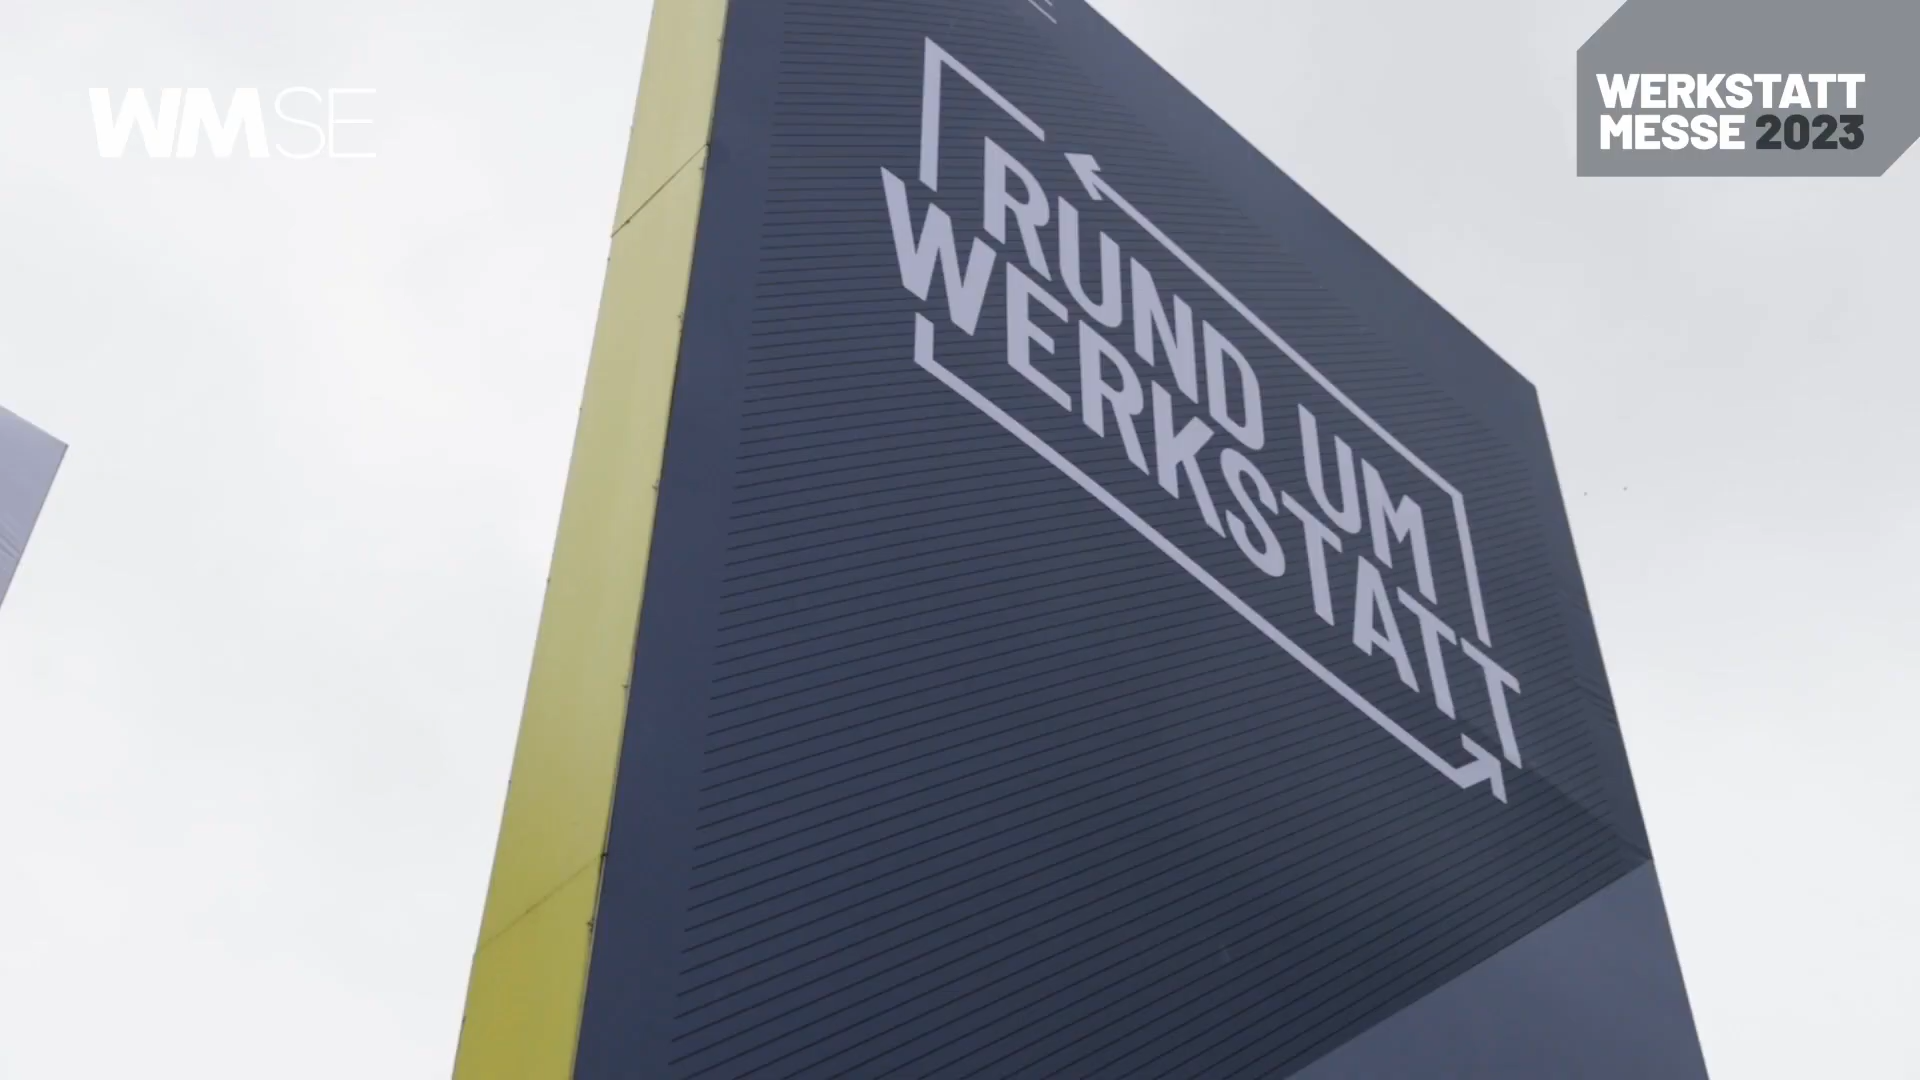 WMSE
WERKSTATT
MESSE 2023
RUND UM
WERKSTATT